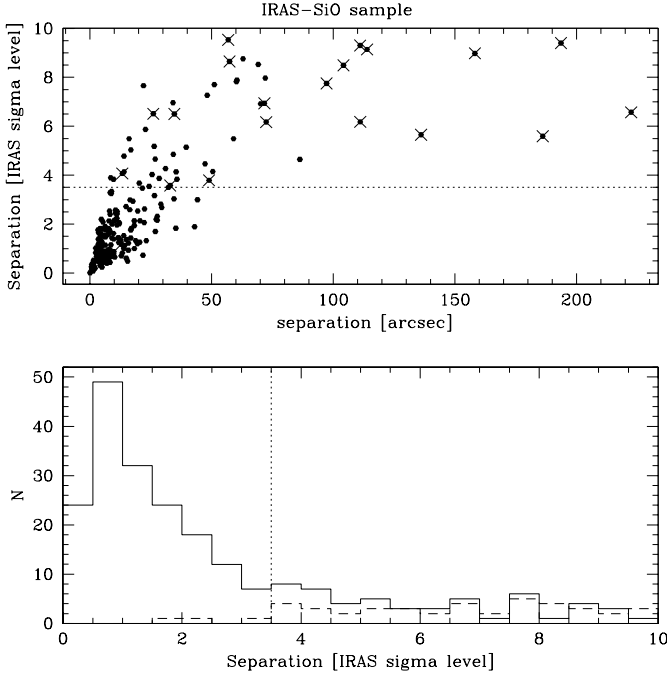 IRAS-SiO sample
Separation [IRAS sigma level]
10
8
6
4
2
0
0 50 100 150 200
separation [arcsec]
N
50
40
30
20
10
0
0 2 4 6 8 10
Separation [IRAS sigma level]